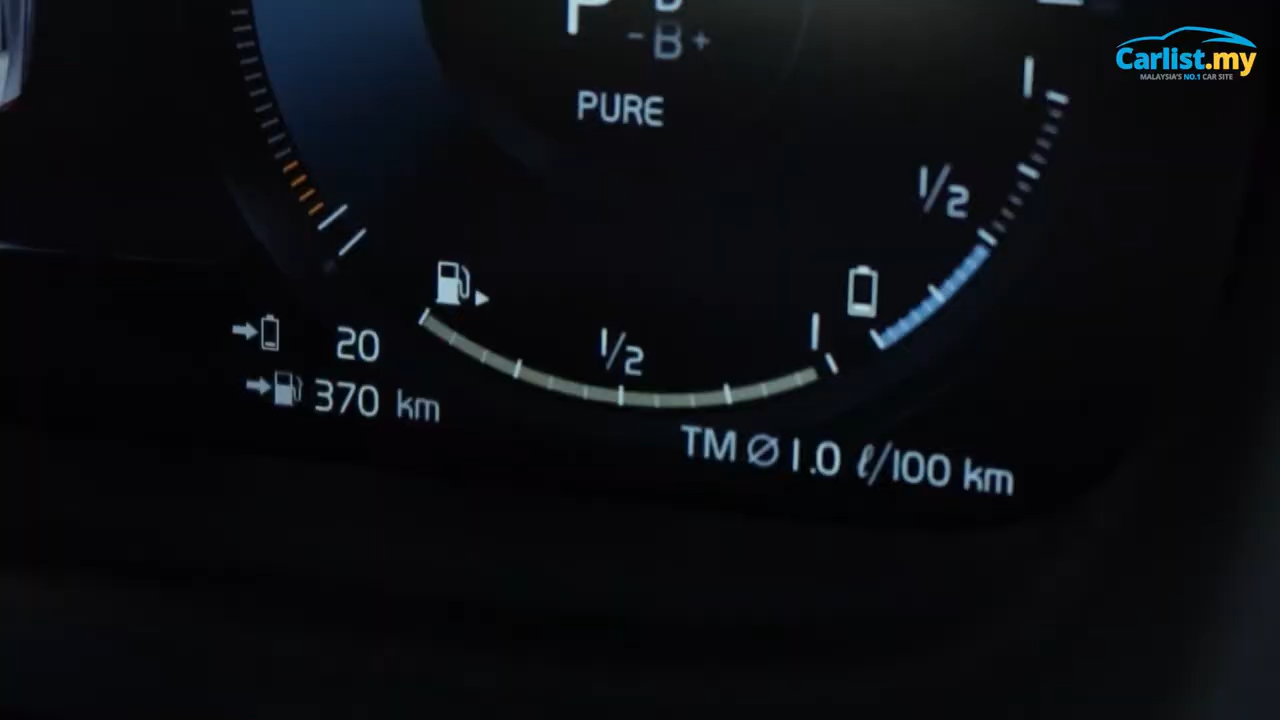 Carlist.my
MALAYSIA'S NO.1 CAR SITE
P
- B +
PURE
1
1/2
1/2
1
20
370 km
TM Ø 1.0 ℓ/100 km